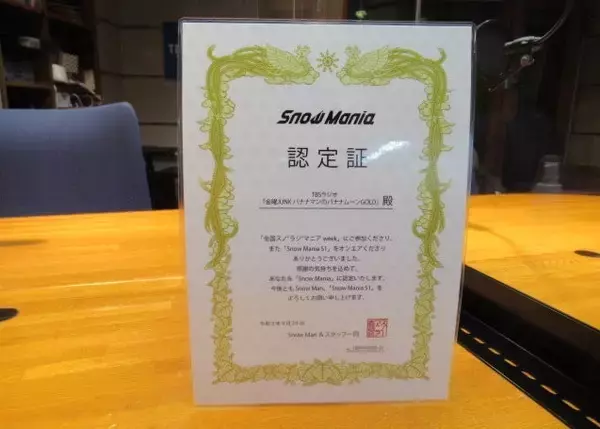 Snow Mania
認定証
TBSラジオ
「金曜JUNK バナナマンのバナナムーンGOLD」 殿
「全国スノ"ラジ"マニア week」にご参加くださり、
また「Snow Mania S1」をオンエアくださり
ありがとうございました。
感謝の気持ちを込めて、
あなたを「Snow Mania」に認定いたします。
今後とも Snow Man、「Snow Mania S1」を
よろしくお願い申し上げます。
Snow Man & スタッフ一同